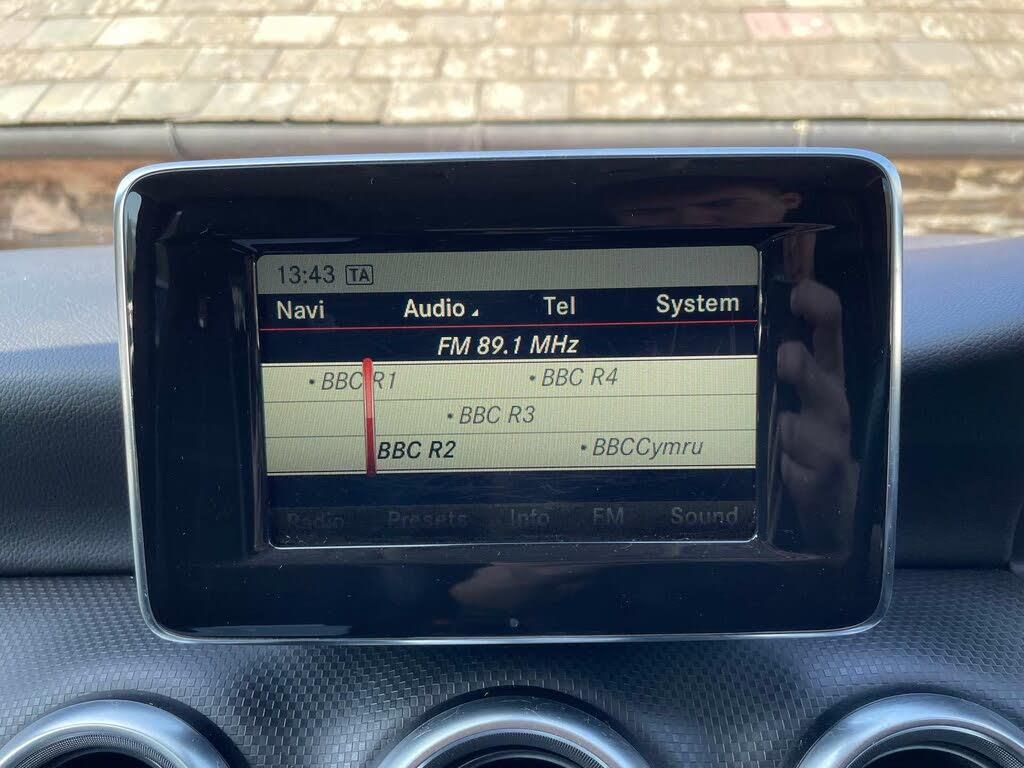 13:43 TA
Navi Audio Tel System
FM 89.1 MHz
• BBC R1 • BBC R4
• BBC R3
BBC R2 • BBCCymru
Radio Presets Info FM Sound